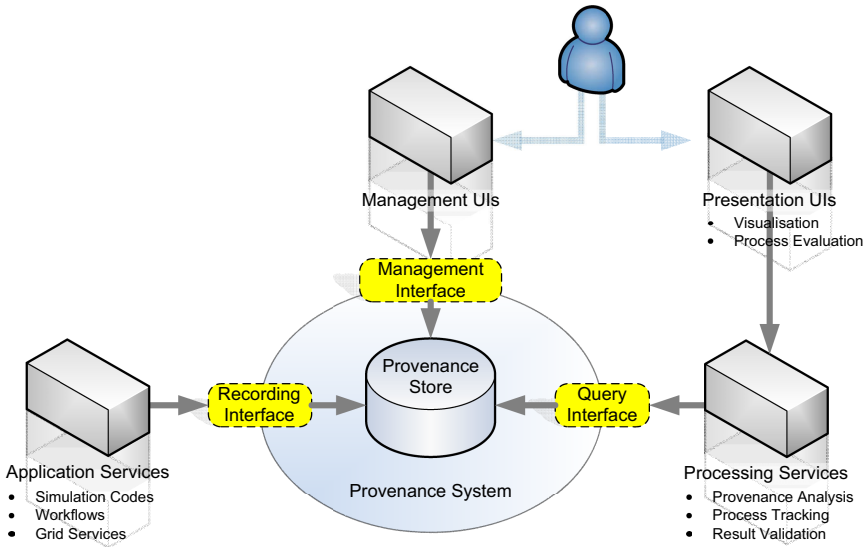 Management UIs
Presentation UIs
• Visualisation
• Process Evaluation
Management
Interface
Provenance
Store
Recording
Interface
Query
Interface
Provenance System
Application Services
• Simulation Codes
• Workflows
• Grid Services
Processing Services
• Provenance Analysis
• Process Tracking
• Result Validation